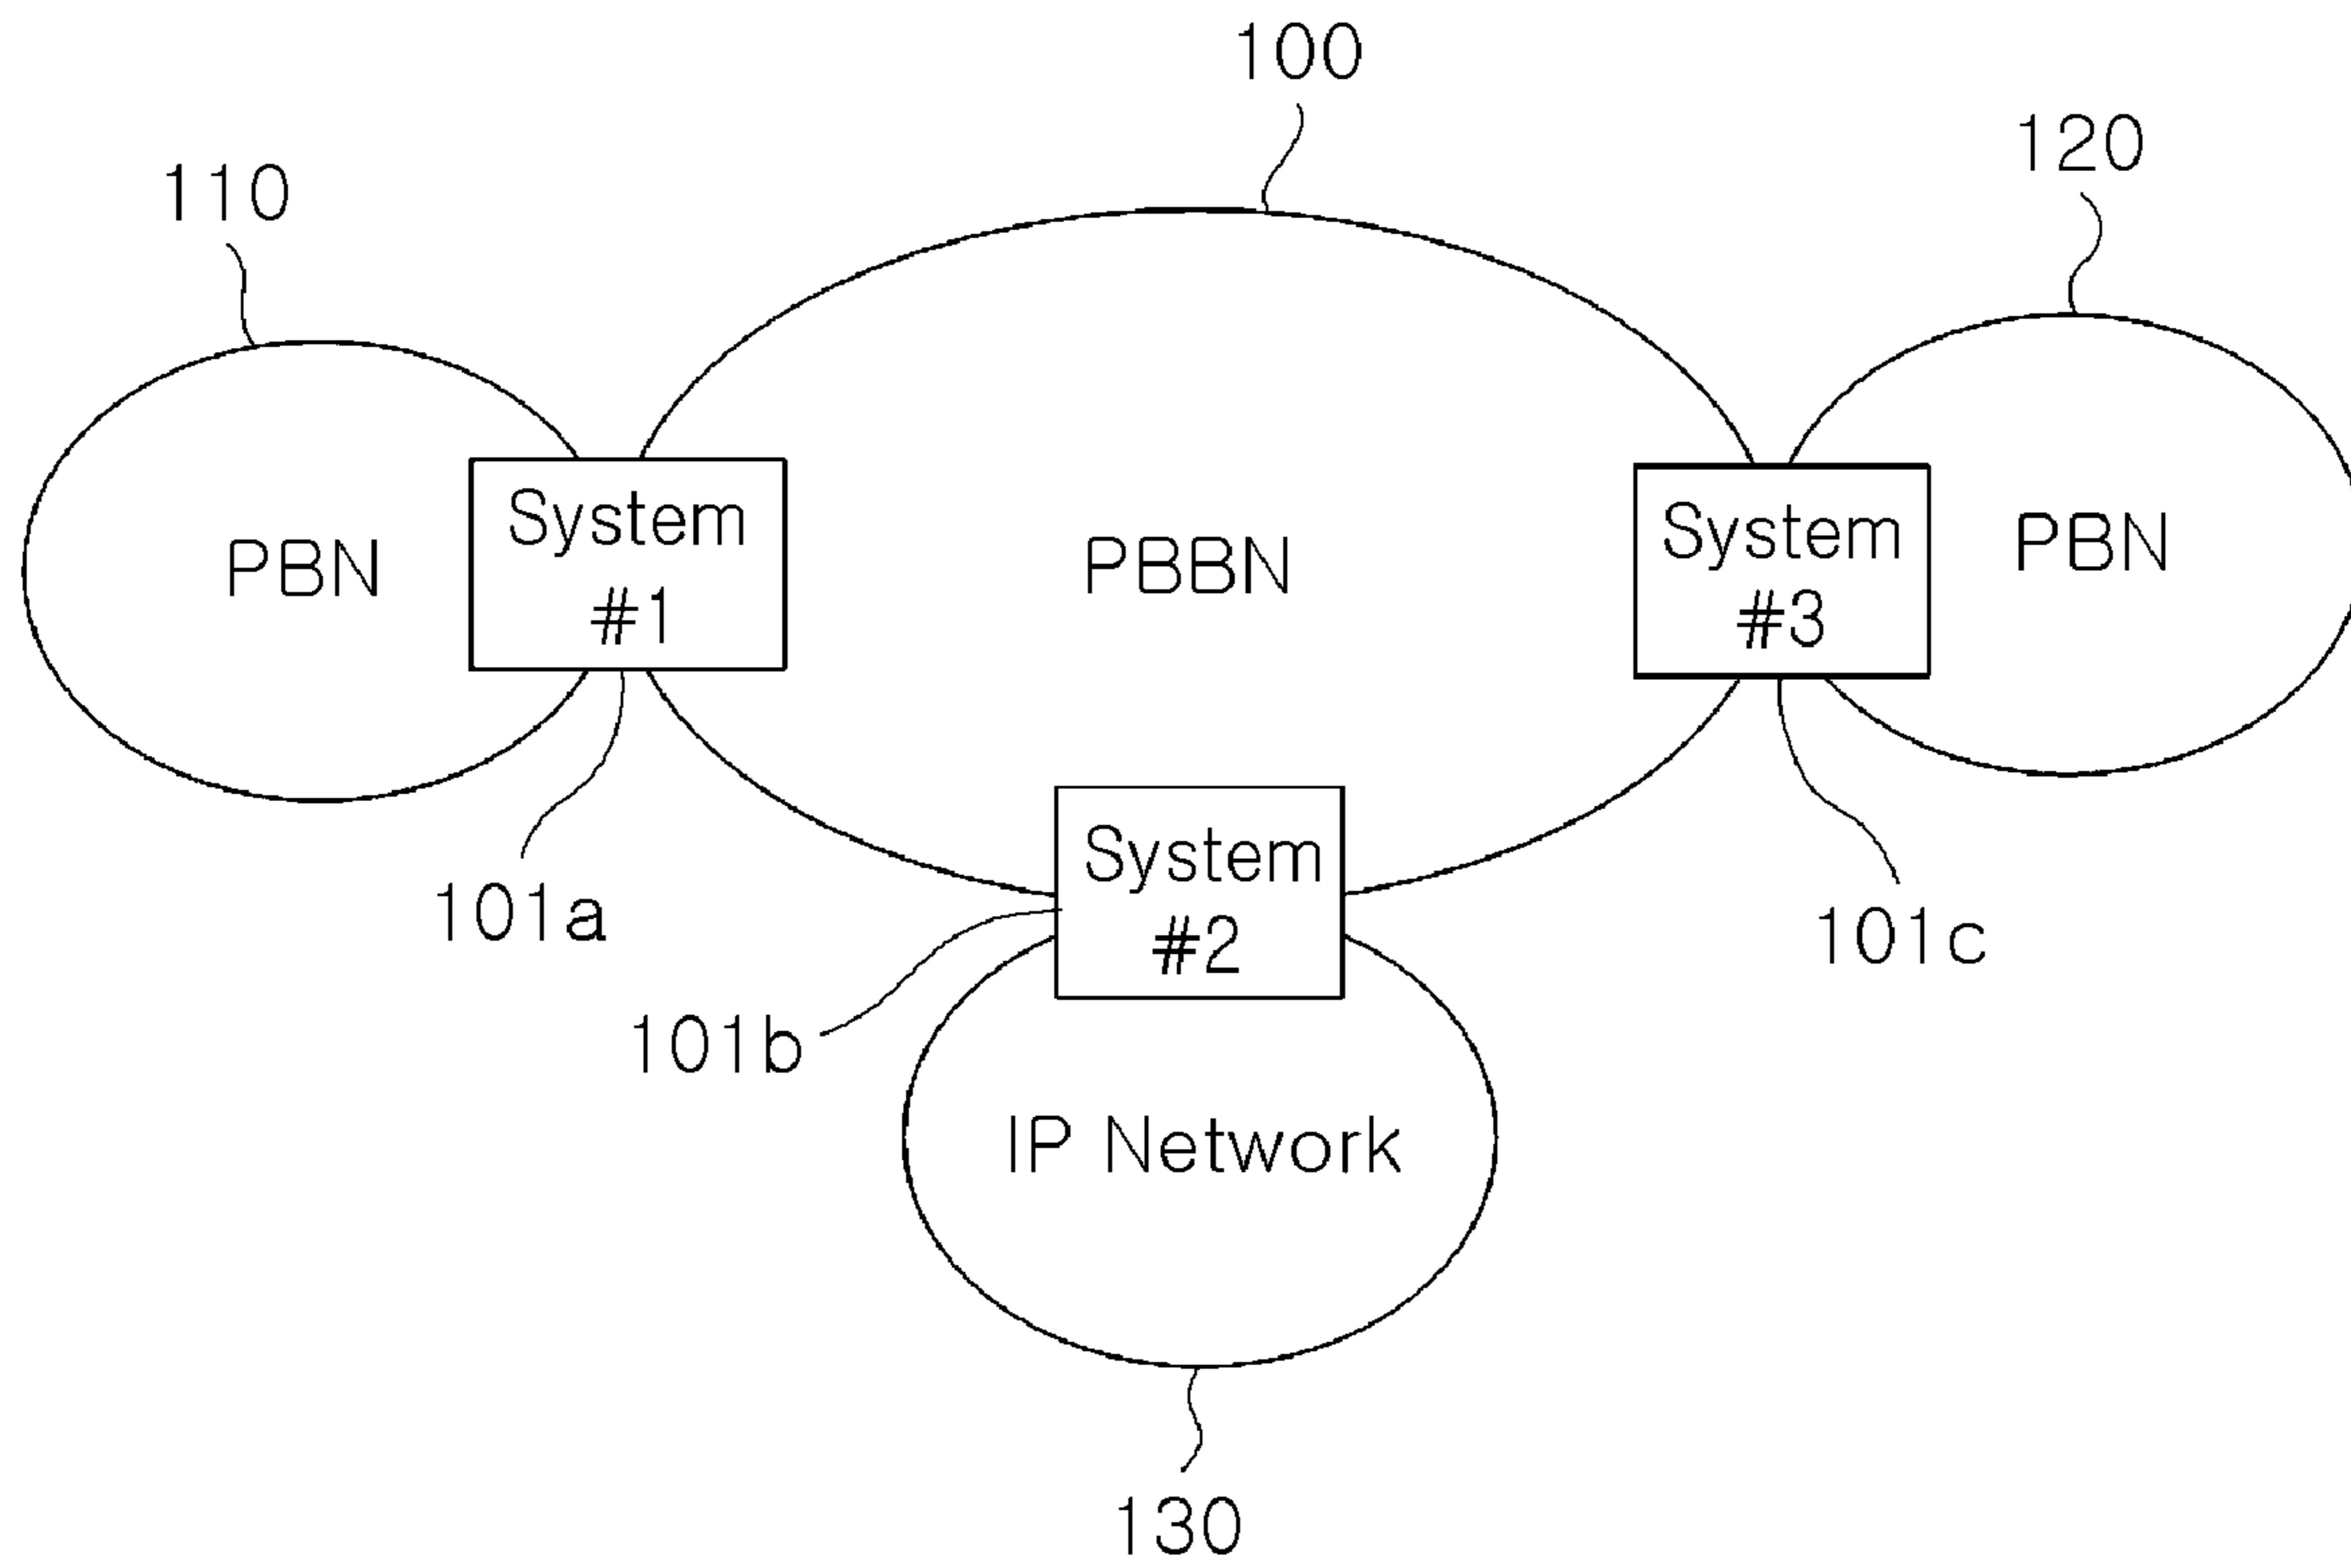 100
120
110
System
#1
PBN
PBBN
System
#3
PBN
System
#2
101a
101c
101b
IP Network
130